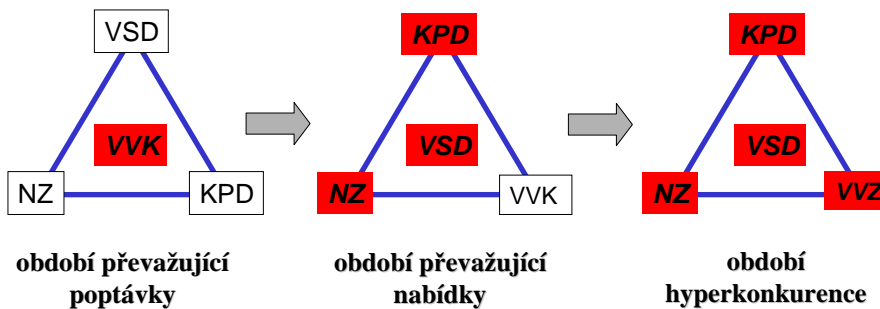 VSD
VVK
NZ
KPD
období převažující
poptávky
KPD
VSD
NZ
VVK
období převažující
nabídky
KPD
VSD
NZ
VVZ
období
hyperkonkurence